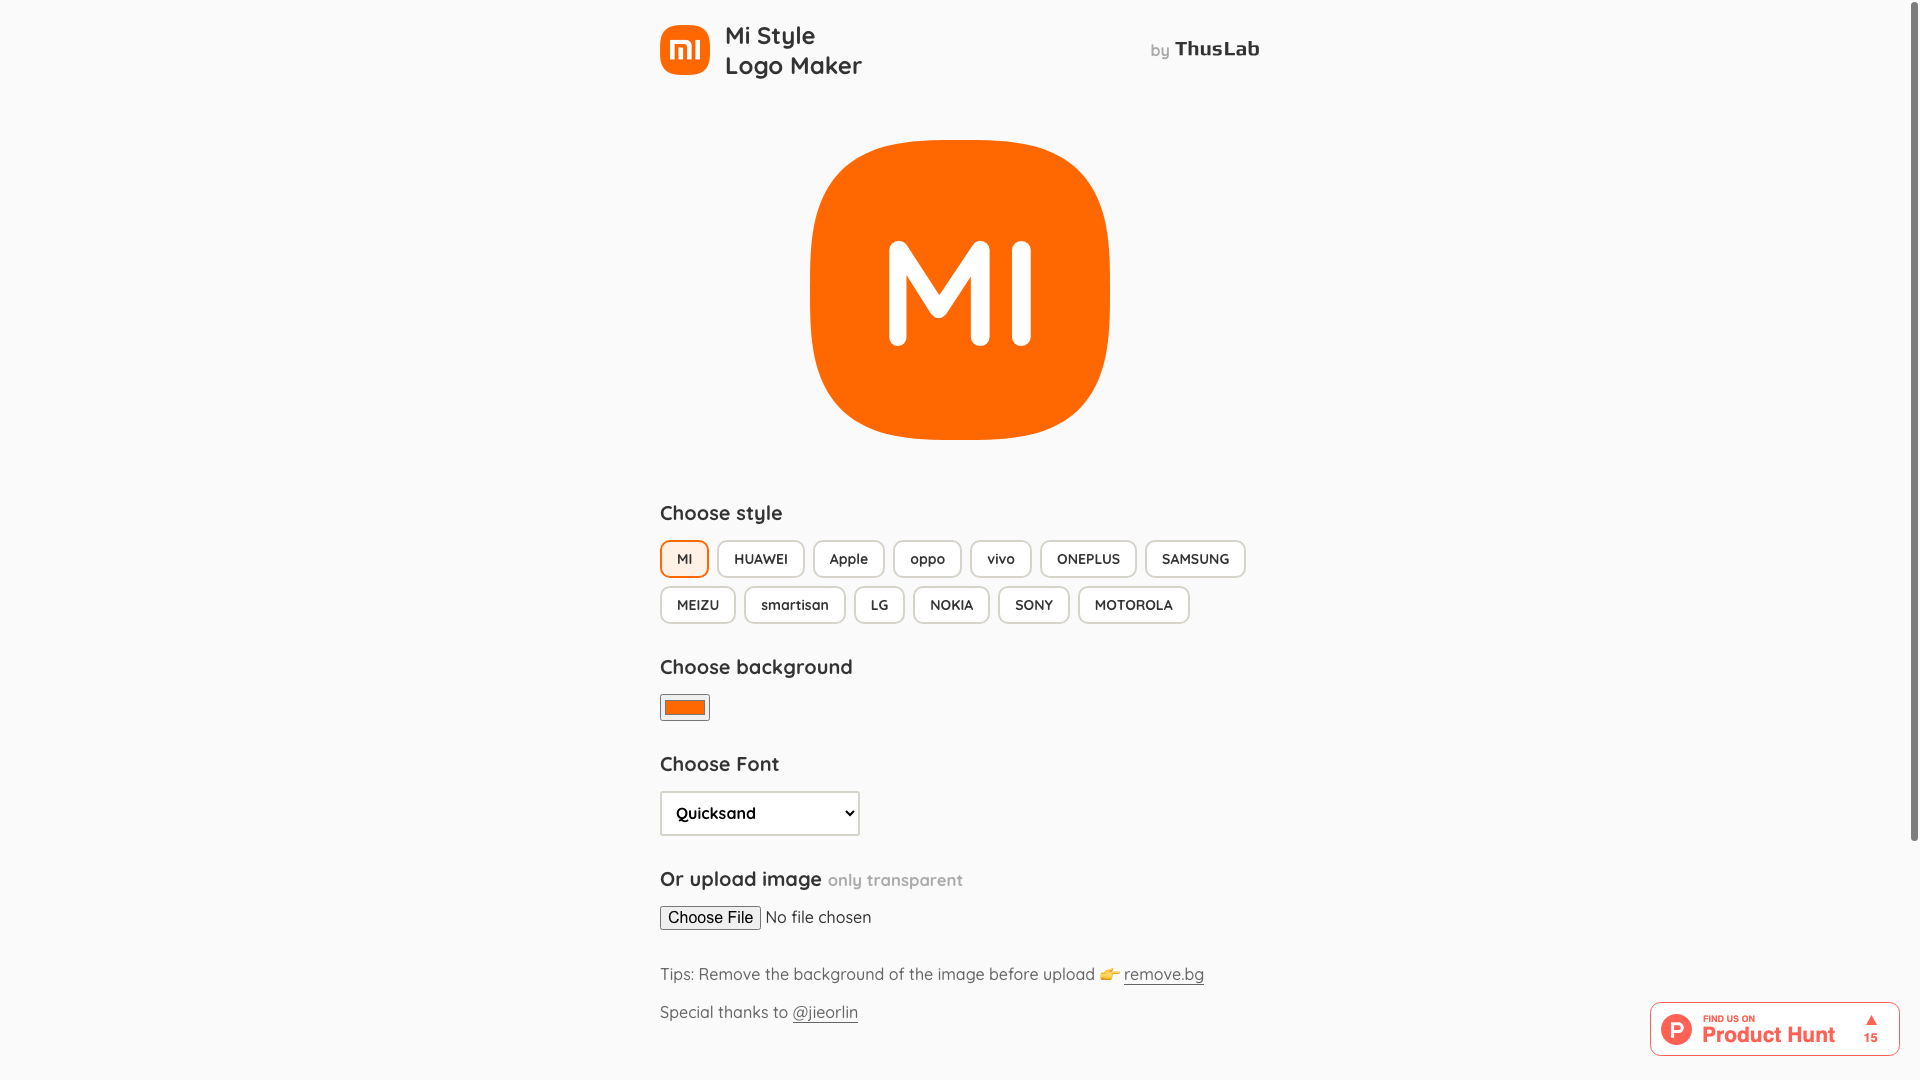 mi
Mi Style
Logo Maker
by ThusLab
MI
Choose style
MI HUAWEI Apple oppo vivo ONEPLUS SAMSUNG
MEIZU smartisan LG NOKIA SONY MOTOROLA
Choose background
Choose Font
Quicksand
Or upload image only transparent
Choose File No file chosen
Tips: Remove the background of the image before upload 👉 remove.bg
Special thanks to @jieorlin
P
FIND US ON
Product Hunt
▲
15